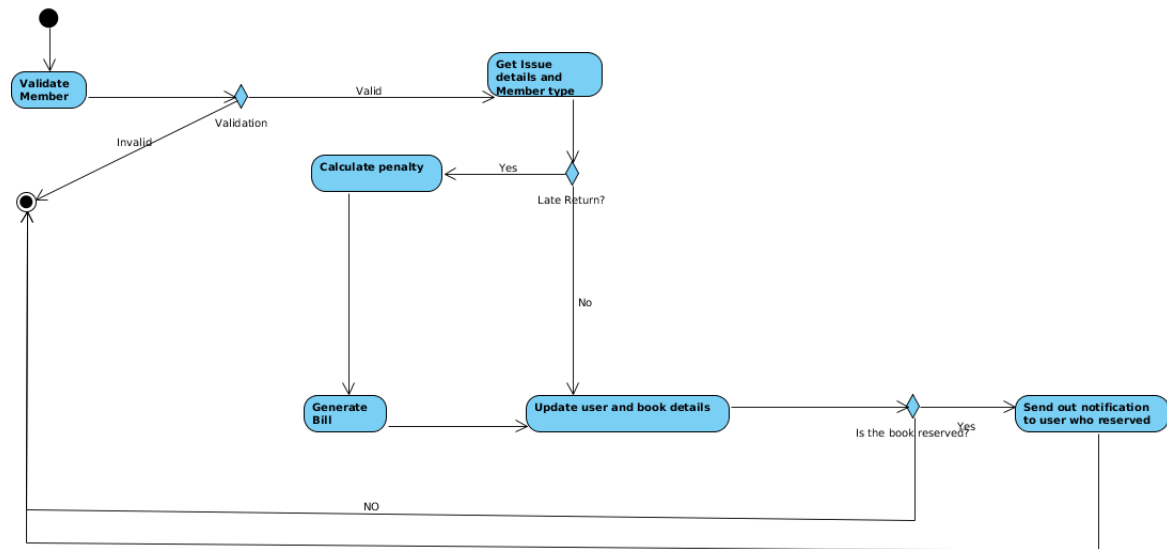 Validate
Member
Validation
Valid
Invalid
Get Issue
details and
Member type
Calculate penalty
Yes
Late Return?
No
Generate
Bill
Update user and book details
Is the book reserved?
Yes
Send out notification
to user who reserved
NO